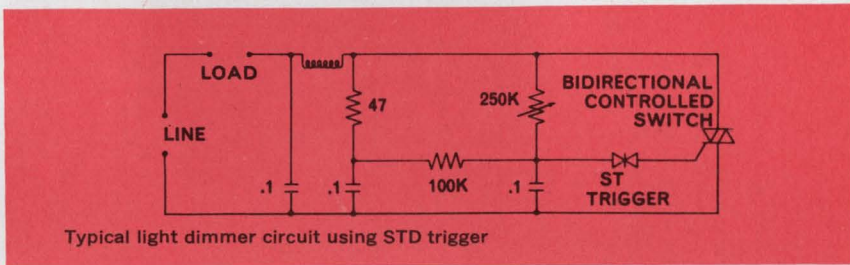 LOAD
LINE
47
250K
BIDIRECTIONAL
CONTROLLED
SWITCH
100K
ST
TRIGGER
.1
.1
.1
Typical light dimmer circuit using STD trigger